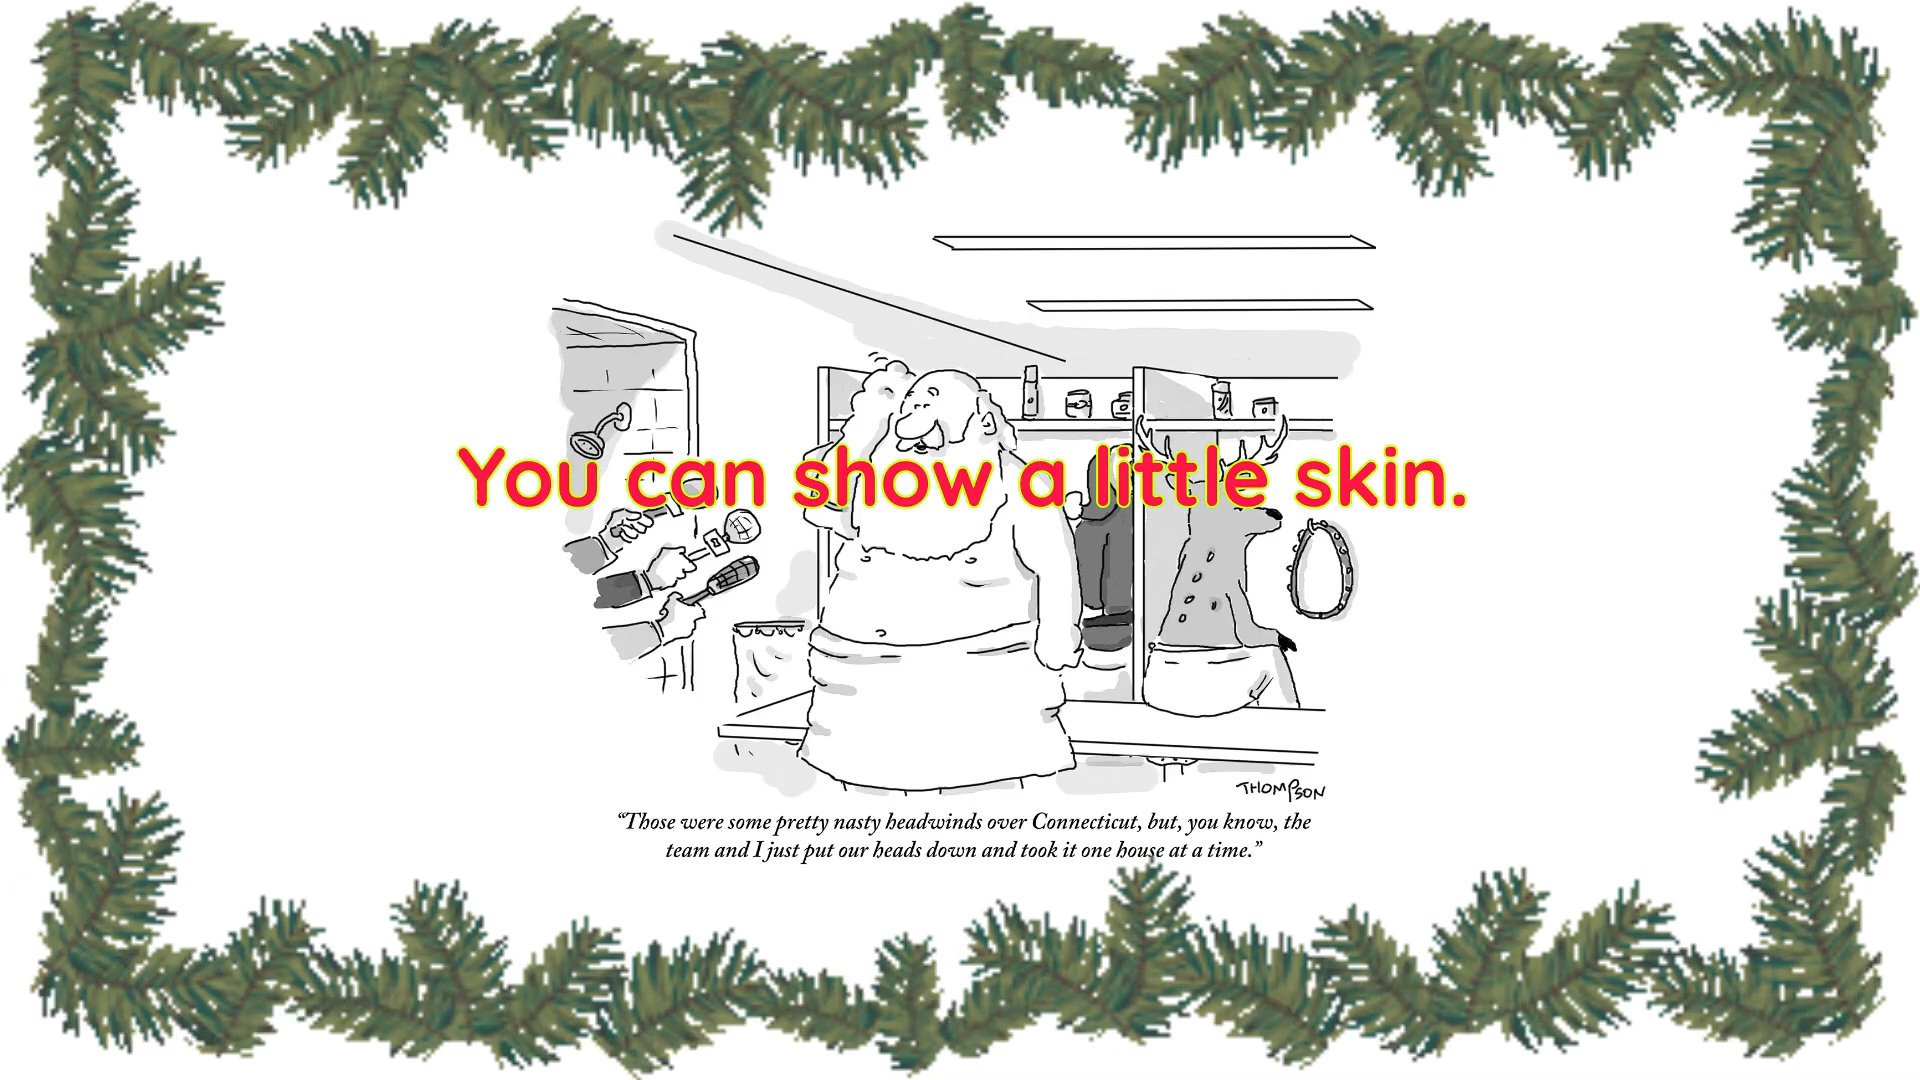 You can show a little skin.
THOMPSON
“Those were some pretty nasty headwinds over Connecticut, but, you know, the
team and I just put our heads down and took it one house at a time.”